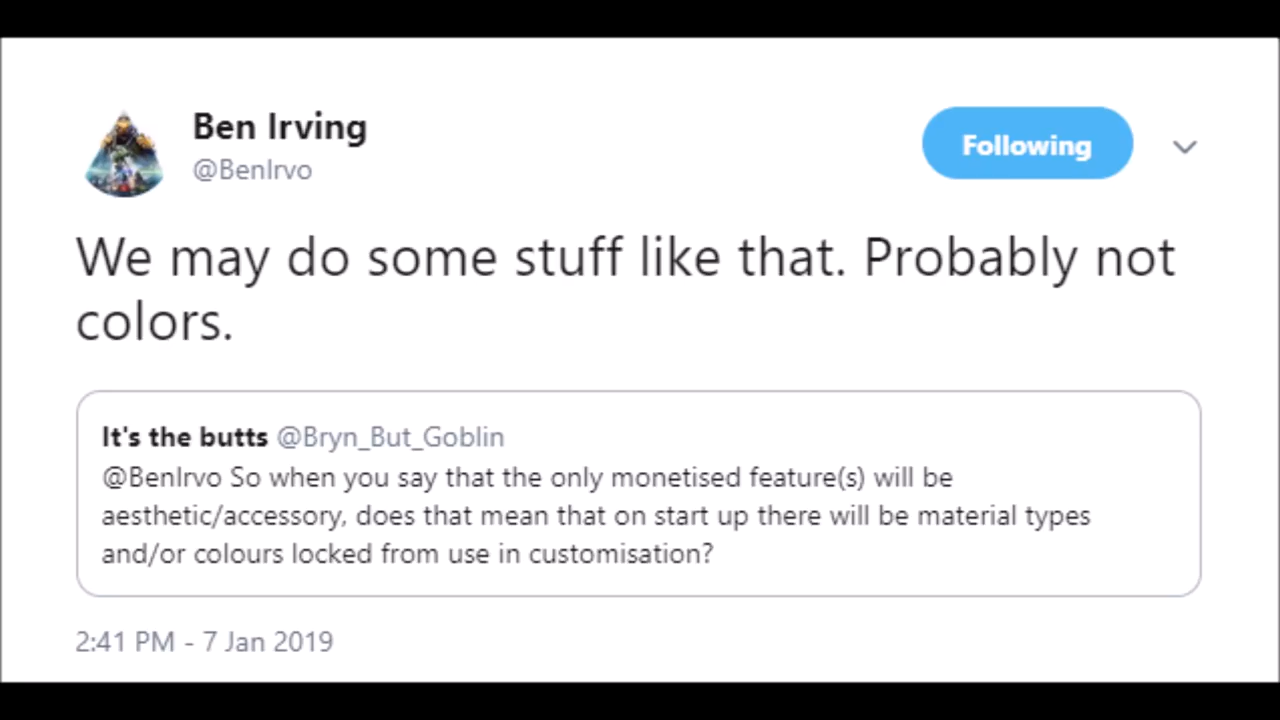 Ben Irving
@BenIrvo
Following
We may do some stuff like that. Probably not
colors.
It's the butts @Bryn_But_Goblin
@BenIrvo So when you say that the only monetised feature(s) will be
aesthetic/accessory, does that mean that on start up there will be material types
and/or colours locked from use in customisation?
2:41 PM - 7 Jan 2019